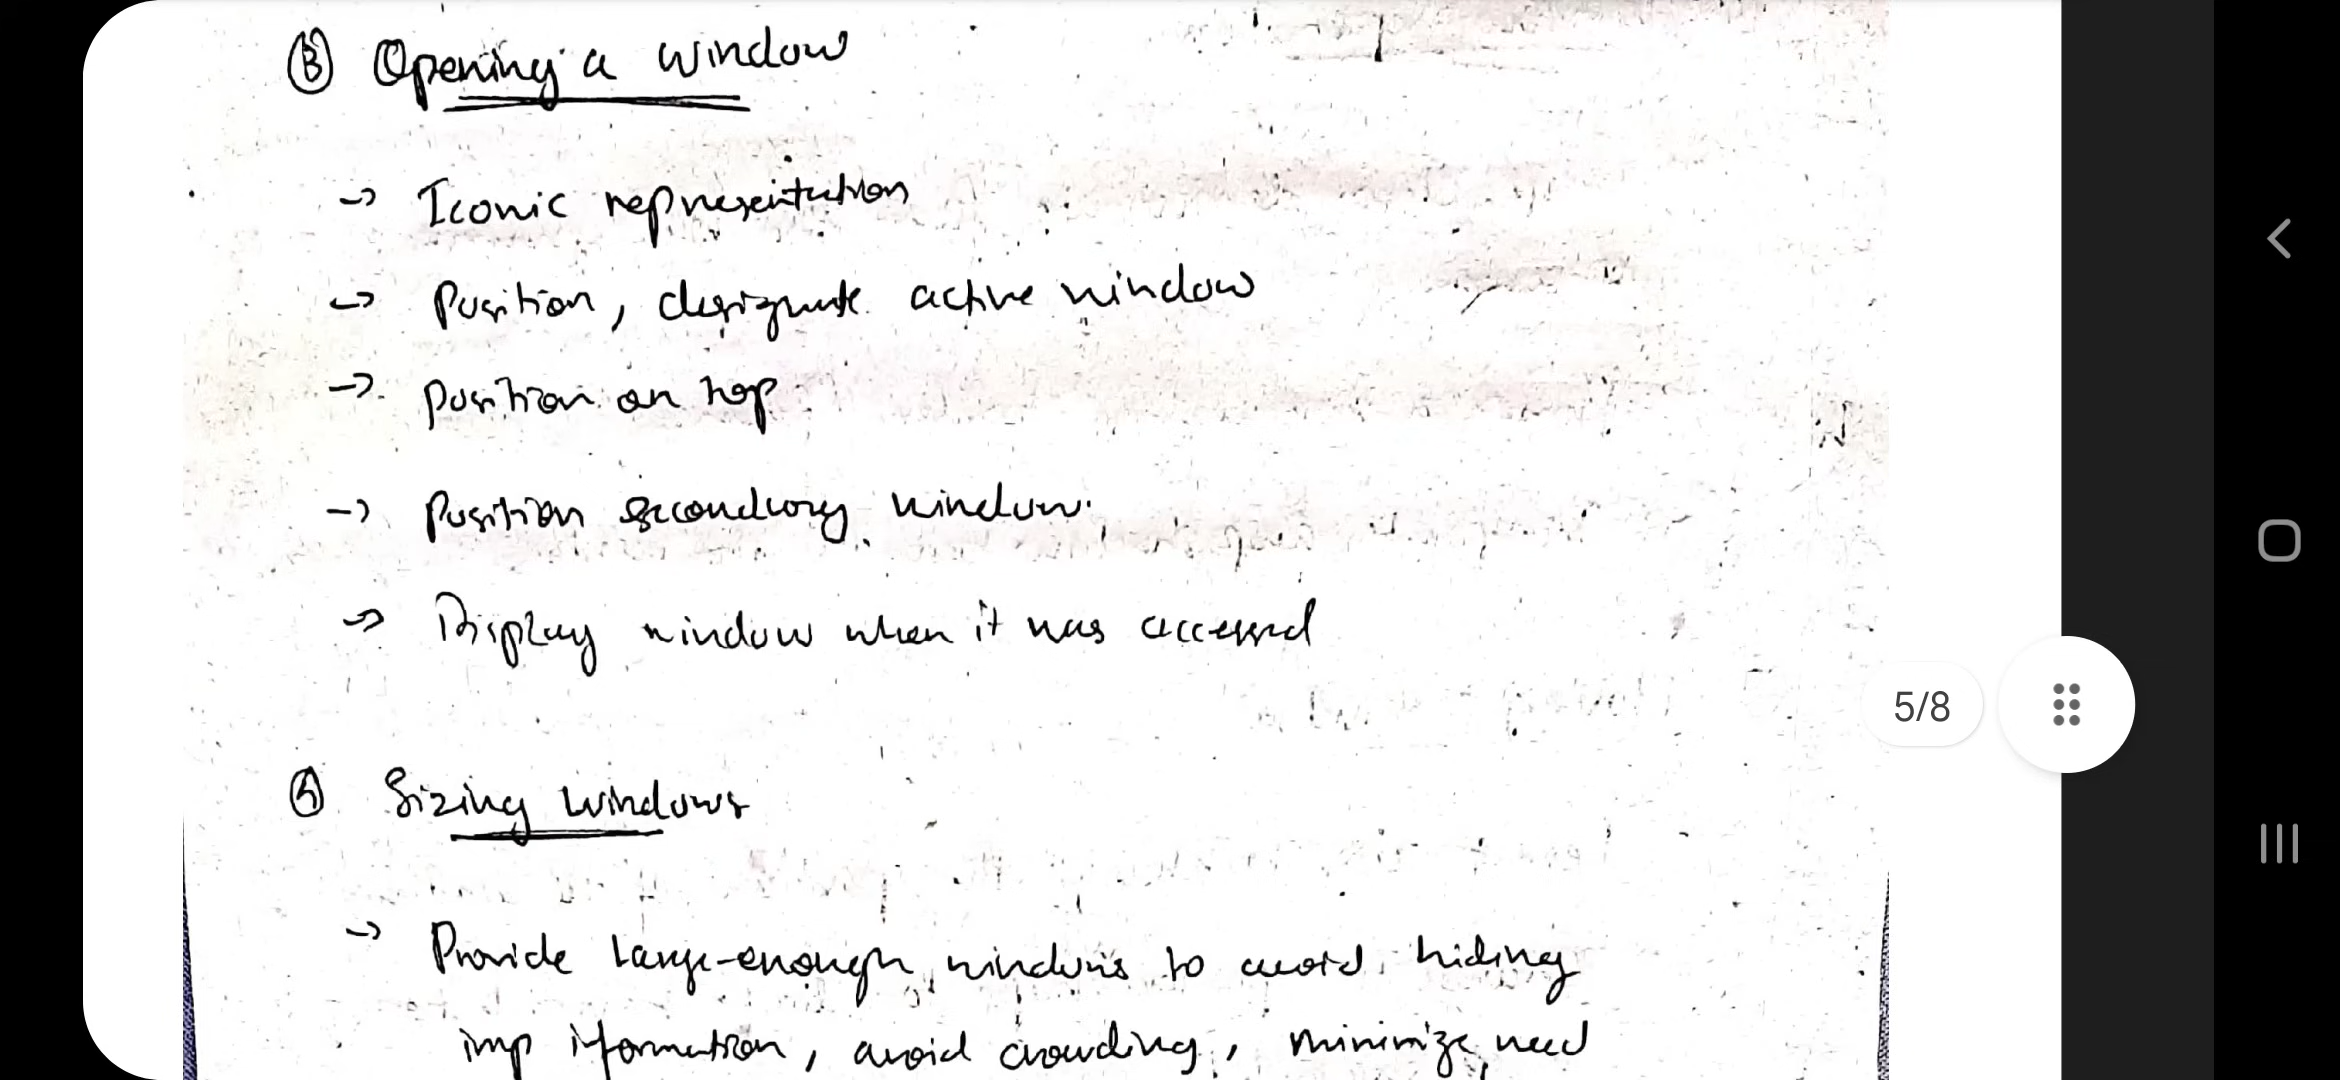 ③ Opening a window
→ Iconic representation
→ Position, designate active window
→ position on top
→ Position secondary window.
→ Display window when it was accessed
5/8
④ Sizing windows
→ Provide large-enough windows to avoid hiding
imp iformation, avoid crowding, minimize need